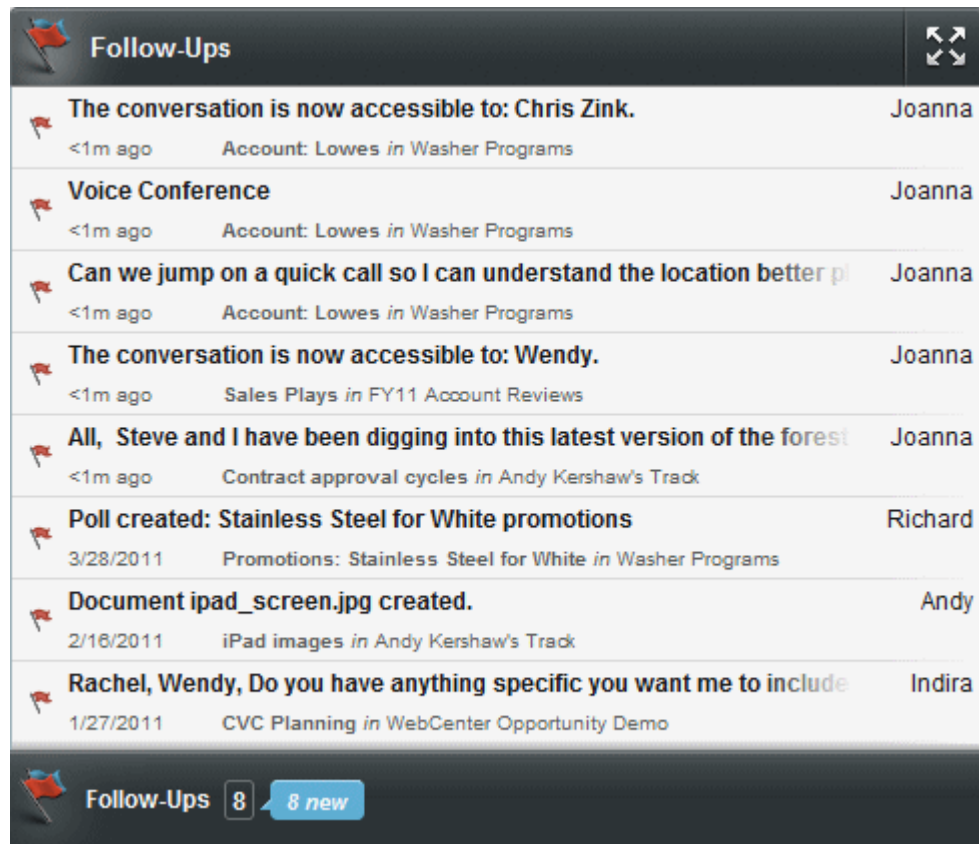 Follow-Ups
The conversation is now accessible to: Chris Zink. Joanna
<1m ago Account: Lowes in Washer Programs
Voice Conference Joanna
<1m ago Account: Lowes in Washer Programs
Can we jump on a quick call so I can understand the location better Joanna
<1m ago Account: Lowes in Washer Programs
The conversation is now accessible to: Wendy. Joanna
<1m ago Sales Plays in FY11 Account Reviews
All, Steve and I have been digging into this latest version of the forest Joanna
<1m ago Contract approval cycles in Andy Kershaw's Track
Poll created: Stainless Steel for White promotions Richard
3/28/2011 Promotions: Stainless Steel for White in Washer Programs
Document ipad_screen.jpg created. Andy
2/16/2011 iPad images in Andy Kershaw's Track
Rachel, Wendy, Do you have anything specific you want me to include Indira
1/27/2011 CVC Planning in WebCenter Opportunity Demo
Follow-Ups 8 8 new